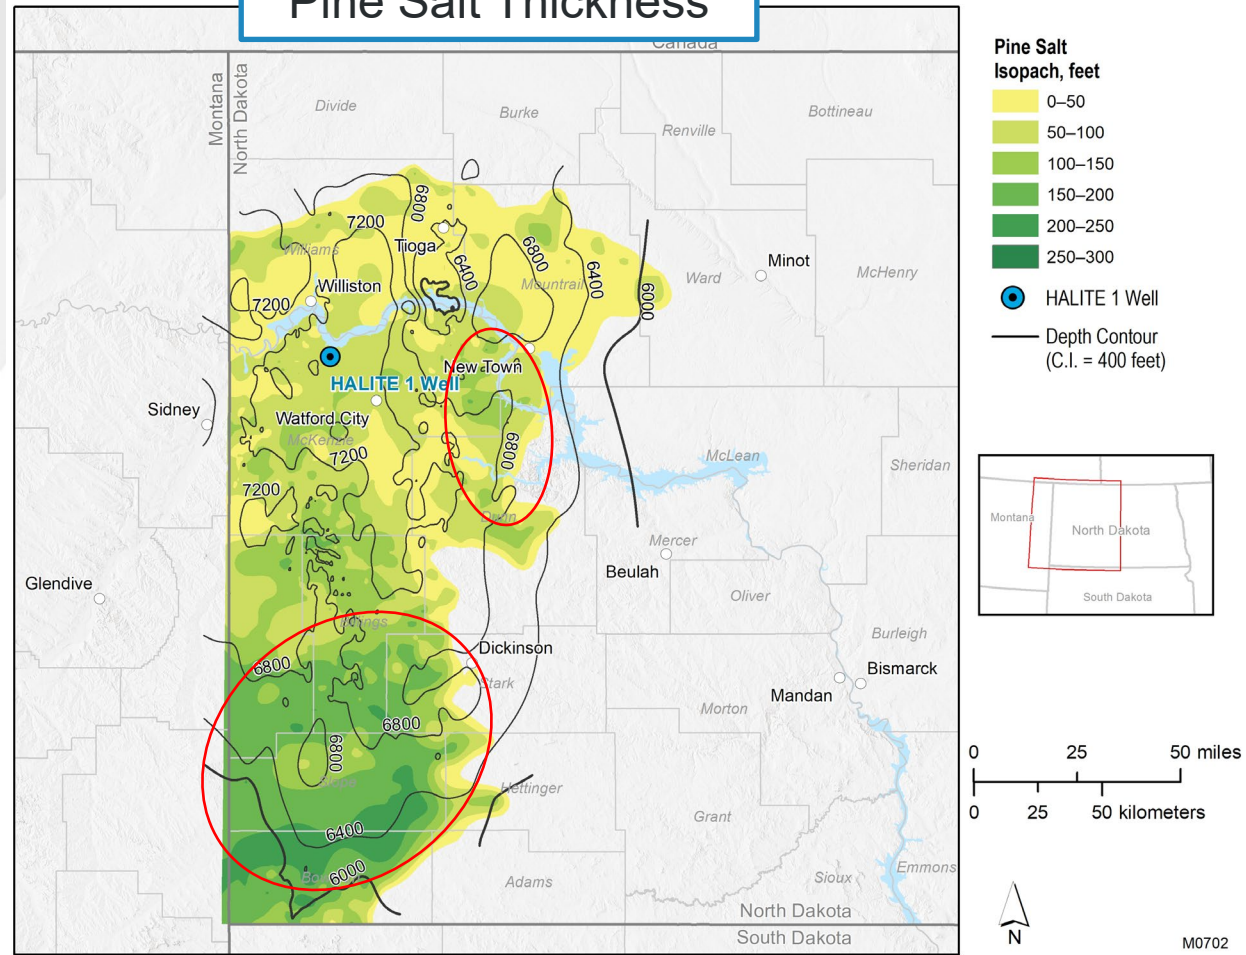 Pine Salt Thickness
Canada
Montana
North Dakota
Divide
Burke
Renville
Bottineau
6800
7200
Williams
Tioga
6400
6800
Mountrail
6400
6000
Ward
Minot
McHenry
7200
Williston
New Town
HALITE 1 Well
Sidney
Watford City
McKenzie
7200
6800
7200
McLean
Sheridan
Dunn
Mercer
Beulah
Glendive
Oliver
Billings
Burleigh
6800
Dickinson
Stark
Bismarck
Mandan
Morton
6800
6800
Slope
Hettinger
Grant
6400
6000
Adams
Sioux
Emmons
North Dakota
South Dakota
Pine Salt
Isopach, feet
0–50
50–100
100–150
150–200
200–250
250–300
HALITE 1 Well
Depth Contour
(C.I. = 400 feet)
Montana
North Dakota
South Dakota
0 25 50 miles
0 25 50 kilometers
N
M0702